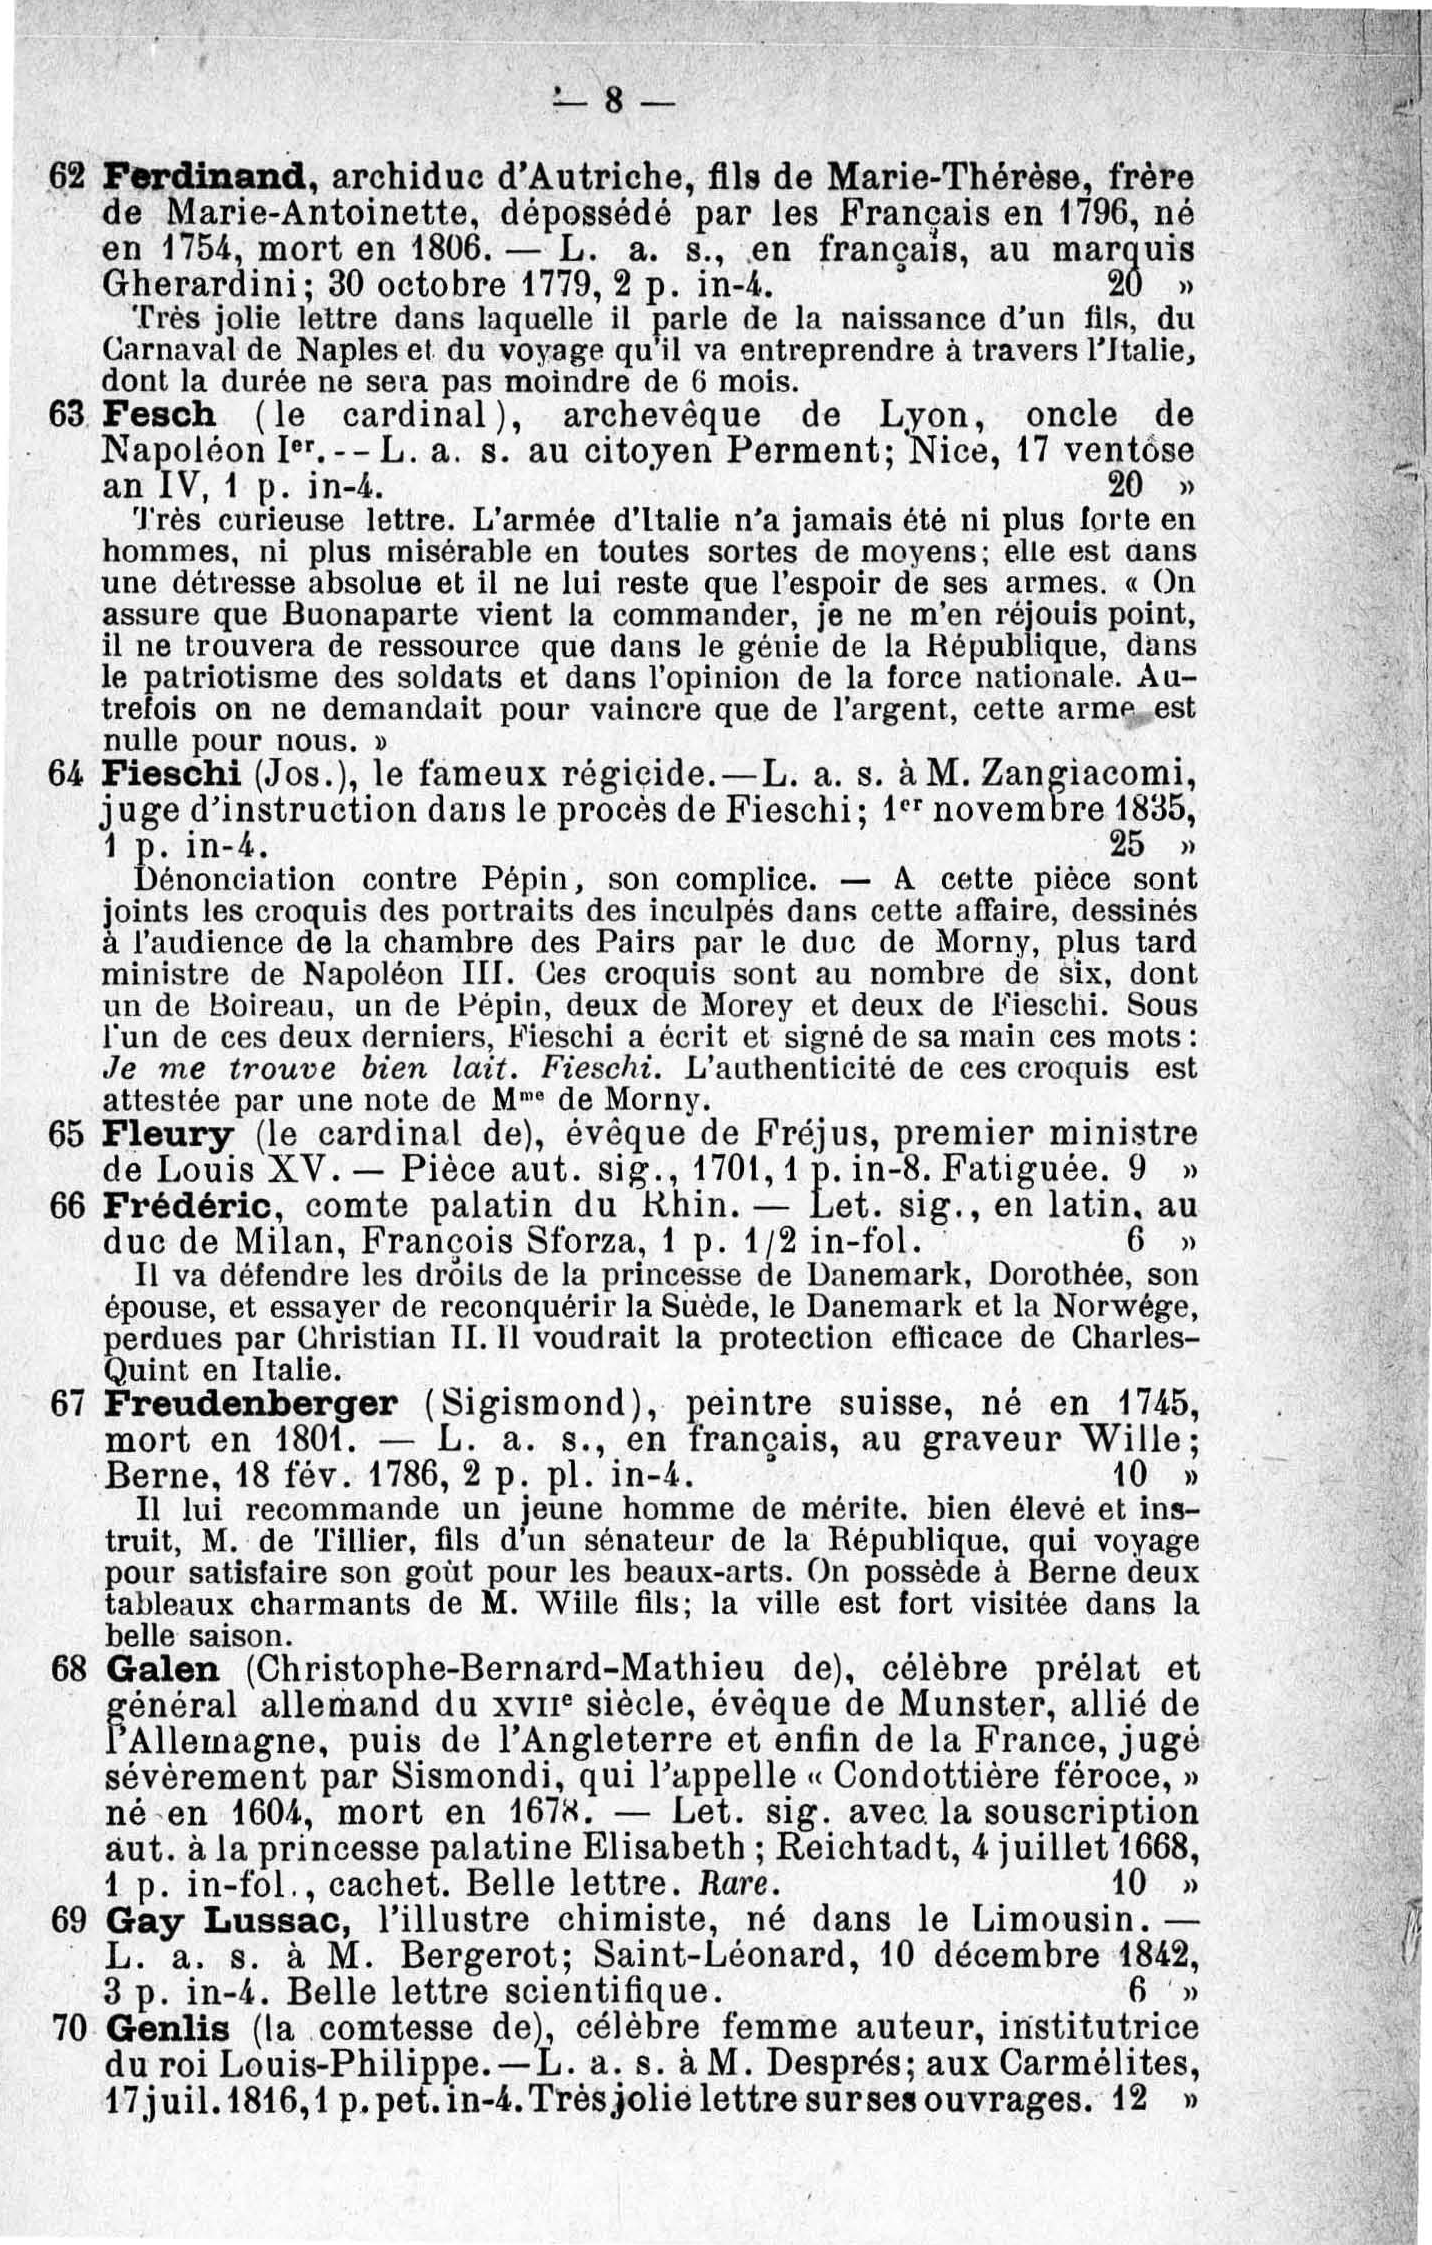 — 8 —
62 Ferdinand, archiduc d'Autriche, fils de Marie-Thérèse, frère
de Marie-Antoinette, dépossédé par les Français en 1796, né
en 1754, mort en 1806. — L. a. s., en français, au marquis
Gherardini; 30 octobre 1779, 2 p. in-4. 20 »
Très jolie lettre dans laquelle il parle de la naissance d'un fils, du
Carnaval de Naples et du voyage qu'il va entreprendre à travers l'Italie,
dont la durée ne sera pas moindre de 6 mois.
63 Fesch (le cardinal), archevêque de Lyon, oncle de
Napoléon Ier. -- L. a. s. au citoyen Perment; Nice, 17 ventôse
an IV, 1 p. in-4. 20 »
Très curieuse lettre. L'armée d'Italie n'a jamais été ni plus forte en
hommes, ni plus misérable en toutes sortes de moyens; elle est dans
une détresse absolue et il ne lui reste que l'espoir de ses armes. « On
assure que Buonaparte vient la commander, je ne m'en réjouis point,
il ne trouvera de ressource que dans le génie de la République, dans
le patriotisme des soldats et dans l'opinion de la force nationale. Au-
trefois on ne demandait pour vaincre que de l'argent, cette arme est
nulle pour nous. »
64 Fieschi (Jos.), le fameux régicide. — L. a. s. à M. Zangiacomi,
juge d'instruction dans le procès de Fieschi; 1er novembre 1835,
1 p. in-4. 25 »
Dénonciation contre Pépin, son complice. — A cette pièce sont
joints les croquis des portraits des inculpés dans cette affaire, dessinés
à l'audience de la chambre des Pairs par le duc de Morny, plus tard
ministre de Napoléon III. Ces croquis sont au nombre de six, dont
un de Boireau, un de Pépin, deux de Morey et deux de Fieschi. Sous
l'un de ces deux derniers, Fieschi a écrit et signé de sa main ces mots :
Je me trouve bien lait. Fieschi. L'authenticité de ces croquis est
attestée par une note de Mme de Morny.
65 Fleury (le cardinal de), évêque de Fréjus, premier ministre
de Louis XV. — Pièce aut. sig., 1701, 1 p. in-8. Fatiguée. 9 »
66 Frédéric, comte palatin du Rhin. — Let. sig., en latin, au
duc de Milan, François Sforza, 1 p. 1/2 in-fol. 6 »
Il va défendre les droits de la princesse de Danemark, Dorothée, son
épouse, et essayer de reconquérir la Suède, le Danemark et la Norwége,
perdues par Christian II. Il voudrait la protection efficace de Charles-
Quint en Italie.
67 Freudenberger (Sigismond), peintre suisse, né en 1745,
mort en 1801. — L. a. s., en français, au graveur Wille;
Berne, 18 fév. 1786, 2 p. pl. in-4. 10 »
Il lui recommande un jeune homme de mérite, bien élevé et ins-
truit, M. de Tillier, fils d'un sénateur de la République, qui voyage
pour satisfaire son goût pour les beaux-arts. On possède à Berne deux
tableaux charmants de M. Wille fils; la ville est fort visitée dans la
belle saison.
68 Galen (Christophe-Bernard-Mathieu de), célèbre prélat et
général allemand du XVIIe siècle, évêque de Munster, allié de
l'Allemagne, puis de l'Angleterre et enfin de la France, jugé
sévèrement par Sismondi, qui l'appelle « Condottière féroce, »
né en 1604, mort en 1678. — Let. sig. avec la souscription
aut. à la princesse palatine Elisabeth ; Reichtadt, 4 juillet 1668,
1 p. in-fol., cachet. Belle lettre. Rare. 10 »
69 Gay Lussac, l'illustre chimiste, né dans le Limousin. —
L. a. s. à M. Bergerot; Saint-Léonard, 10 décembre 1842,
3 p. in-4. Belle lettre scientifique. 6 »
70 Genlis (la comtesse de), célèbre femme auteur, institutrice
du roi Louis-Philippe. — L. a. s. à M. Després; aux Carmélites,
17 juil. 1816, 1 p. pet. in-4. Très jolie lettre sur ses ouvrages. 12 »